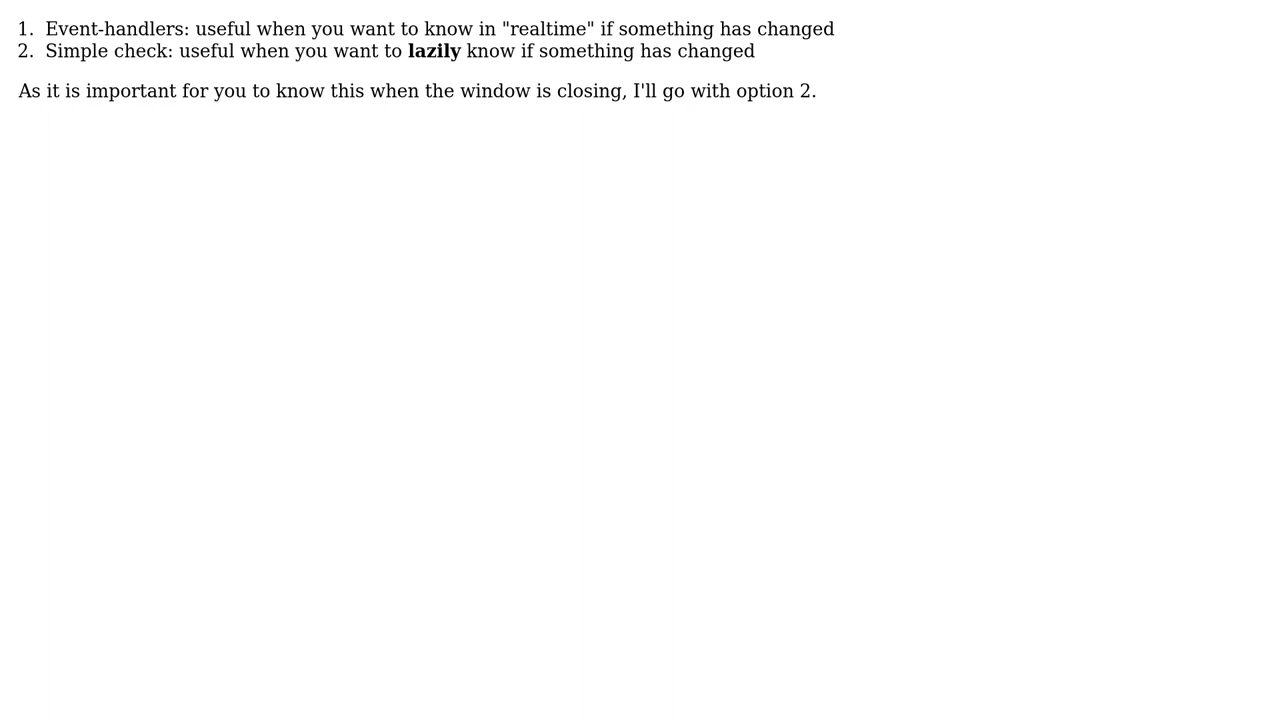 1. Event-handlers: useful when you want to know in "realtime" if something has changed
2. Simple check: useful when you want to lazily know if something has changed
As it is important for you to know this when the window is closing, I'll go with option 2.